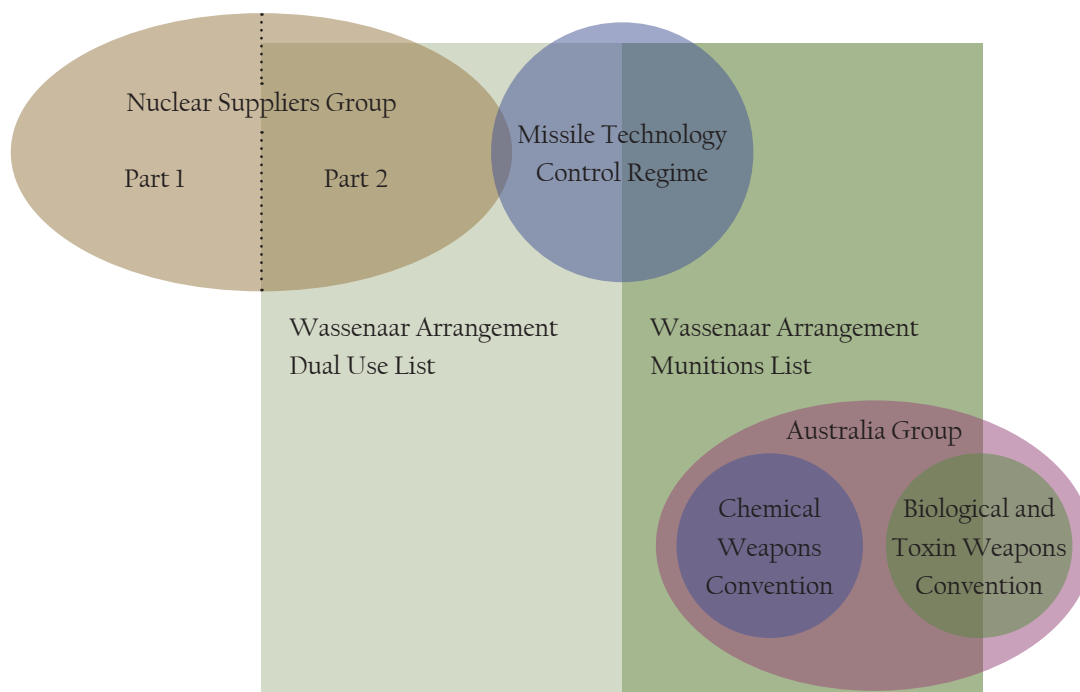 Nuclear Suppliers Group
Part 1
Part 2
Missile Technology
Control Regime
Wassenaar Arrangement
Dual Use List
Wassenaar Arrangement
Munitions List
Australia Group
Chemical
Weapons
Convention
Biological and
Toxin Weapons
Convention